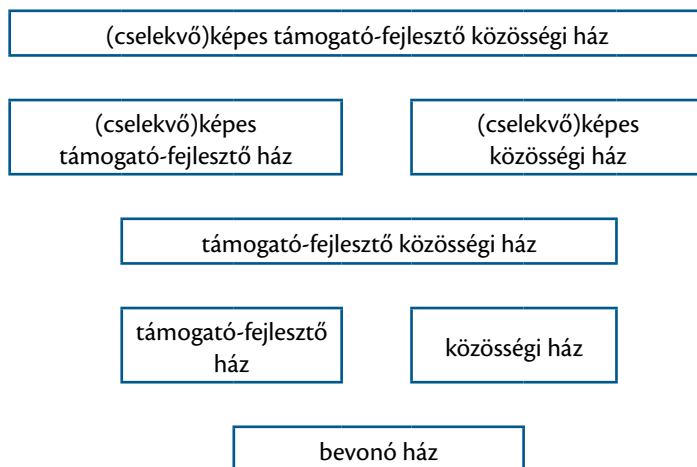 (cselekvő)képes támogató-fejlesztő közösségi ház
(cselekvő)képes
támogató-fejlesztő ház
(cselekvő)képes
közösségi ház
támogató-fejlesztő közösségi ház
támogató-fejlesztő
ház
közösségi ház
bevonó ház